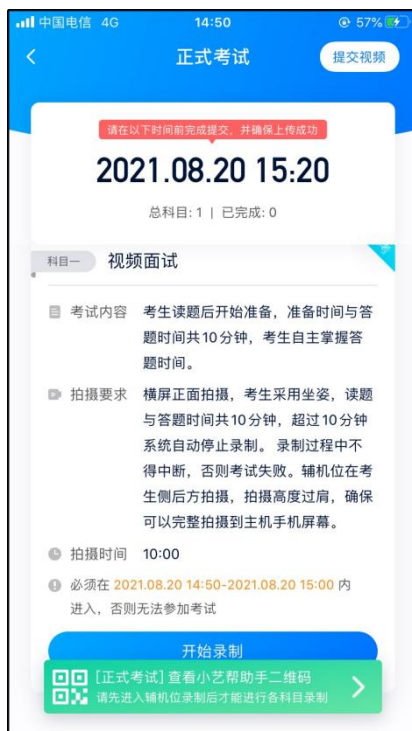 中国电信 4G 14:50 57%
正式考试 提交视频
请在以下时间前完成提交，并确保上传成功
2021.08.20 15:20
总科目: 1 | 已完成: 0
科目一 视频面试
考试内容 考生读题后开始准备，准备时间与答
题时间共10分钟，考生自主掌握答
题时间。
拍摄要求 横屏正面拍摄，考生采用坐姿，读题
与答题时间共10分钟，超过10分钟
系统自动停止录制。 录制过程中不
得中断，否则考试失败。辅机位在考
生侧后方拍摄，拍摄高度过肩，确保
可以完整拍摄到主机手机屏幕。
拍摄时间 10:00
必须在 2021.08.20 14:50-2021.08.20 15:00 内
进入，否则无法参加考试
开始录制
[正式考试] 查看小艺帮助手二维码
请先进入辅机位录制后才能进行各科目录制